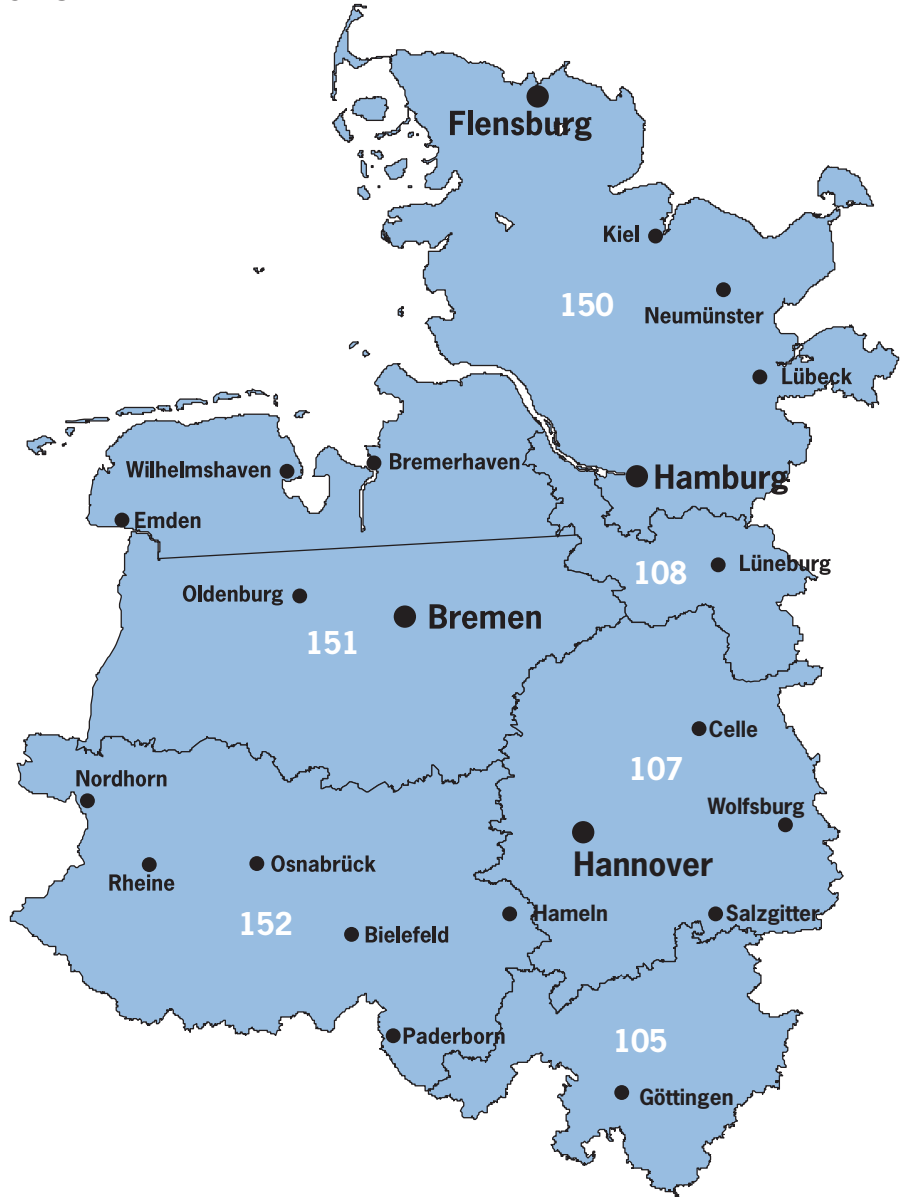 Flensburg
Kiel
150
Neumünster
Lübeck
Bremerhaven
Wilhelmshaven
Hamburg
Emden
Lüneburg
108
Oldenburg
Bremen
151
Celle
107
Nordhorn
Wolfsburg
Hannover
Osnabrück
Rheine
Hameln
Salzgitter
152
Bielefeld
Paderborn
105
Göttingen